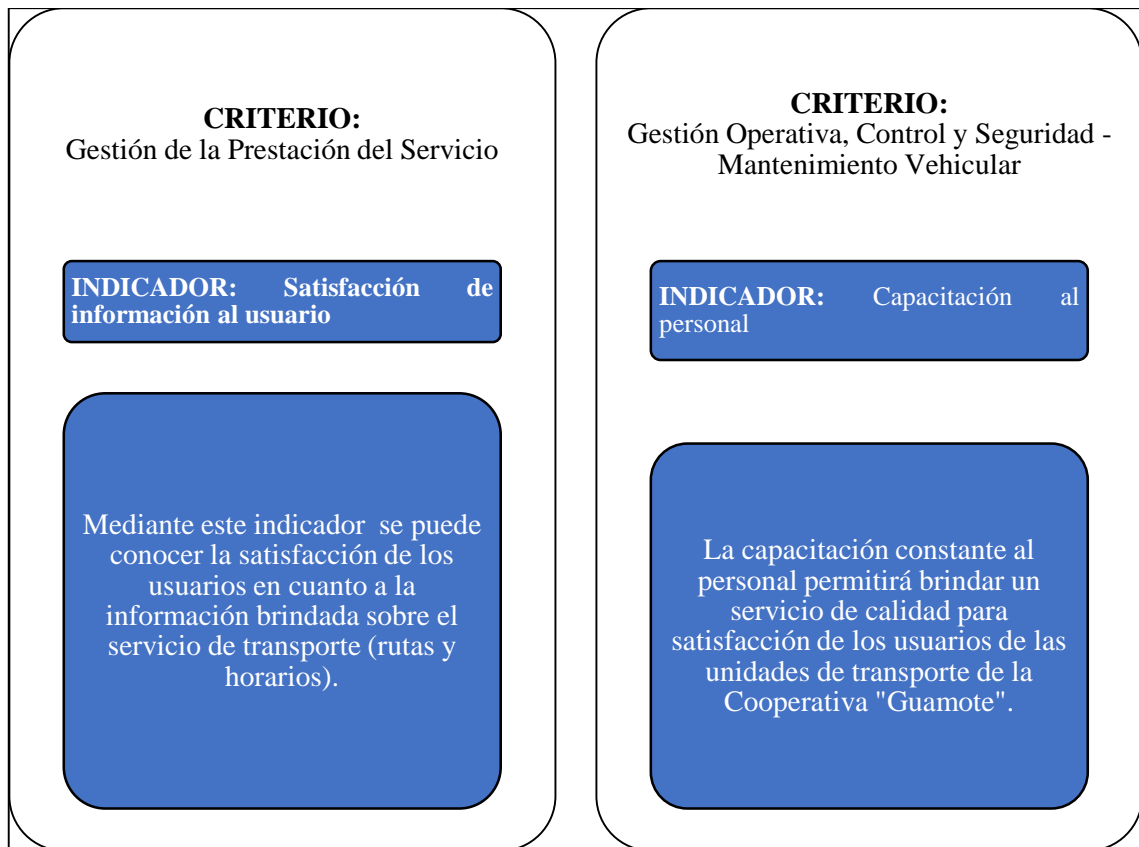 CRITERIO:
Gestión de la Prestación del Servicio
INDICADOR: Satisfacción de
información al usuario
Mediante este indicador se puede
conocer la satisfacción de los
usuarios en cuanto a la
información brindada sobre el
servicio de transporte (rutas y
horarios).
CRITERIO:
Gestión Operativa, Control y Seguridad -
Mantenimiento Vehicular
INDICADOR: Capacitación al
personal
La capacitación constante al
personal permitirá brindar un
servicio de calidad para
satisfacción de los usuarios de las
unidades de transporte de la
Cooperativa "Guamote".